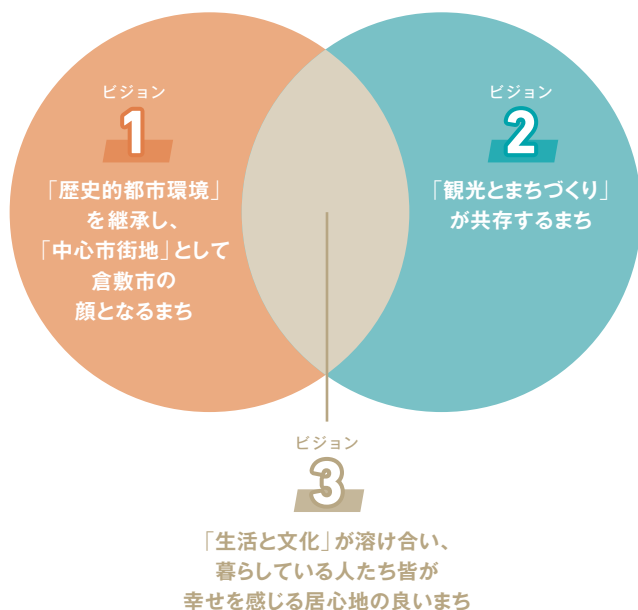 ビジョン
1
「歴史的都市環境」
を継承し、
「中心市街地」として
倉敷市の
顔となるまち
ビジョン
2
「観光とまちづくり」
が共存するまち
ビジョン
3
「生活と文化」が溶け合い、
暮らしている人たち皆が
幸せを感じる居心地の良いまち